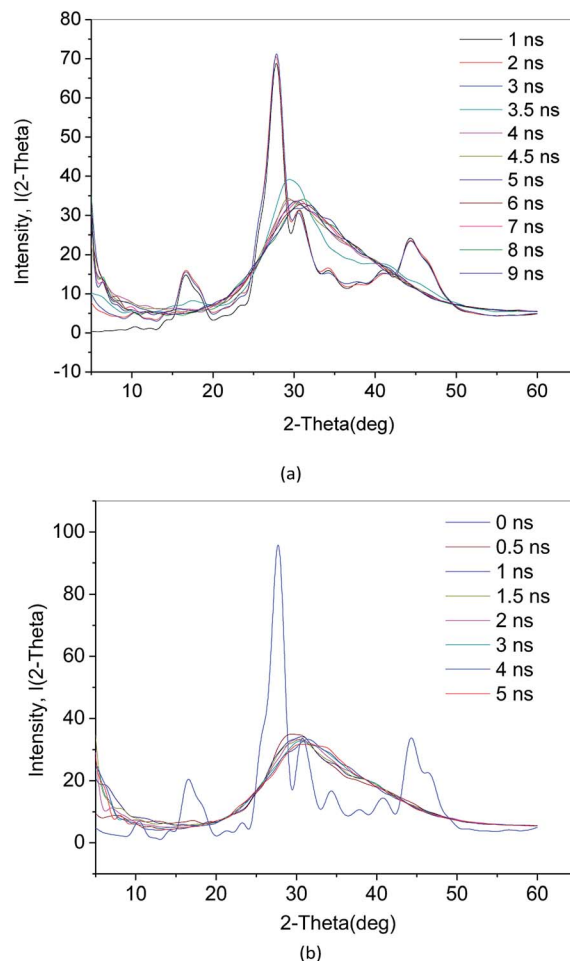 80
70
60
50
40
30
20
10
0
-10
Intensity, I(2-Theta)
10
20
30
40
50
60
2-Theta(deg)
1 ns
2 ns
3 ns
3.5 ns
4 ns
4.5 ns
5 ns
6 ns
7 ns
8 ns
9 ns
(a)
100
80
60
40
20
0
Intensity, I(2-Theta)
10
20
30
40
50
60
2-Theta(deg)
0 ns
0.5 ns
1 ns
1.5 ns
2 ns
3 ns
4 ns
5 ns
(b)